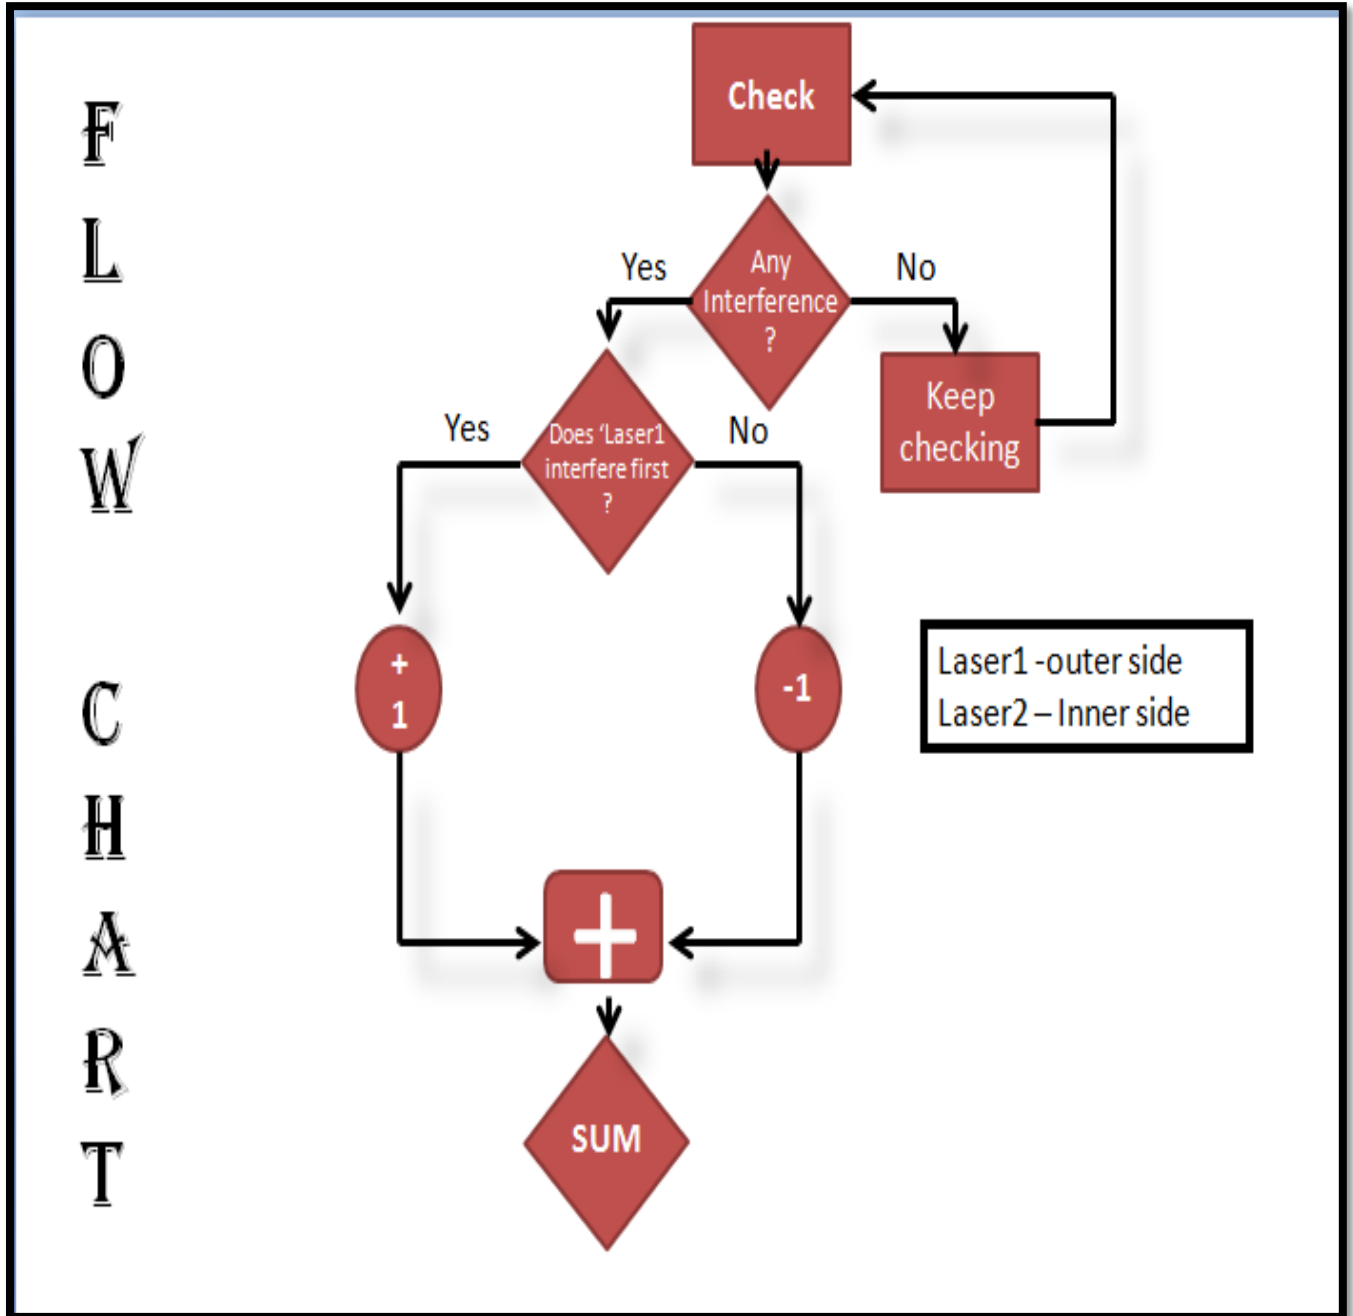 FLOW CHART
Check
Yes
Any
Interference
?
No
Keep
checking
Yes
Does ‘Laser1
interfere first
?
No
+
1
-1
Laser1 -outer side
Laser2 – Inner side
+
SUM